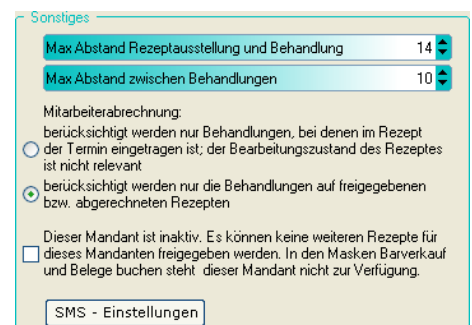 Sonstiges
Max Abstand Rezeptausstellung und Behandlung 14
Max Abstand zwischen Behandlungen 10
Mitarbeiterabrechnung:
berücksichtigt werden nur Behandlungen, bei denen im Rezept
der Termin eingetragen ist; der Bearbeitungszustand des Rezeptes
ist nicht relevant
berücksichtigt werden nur die Behandlungen auf freigegebenen
bzw. abgerechneten Rezepten
Dieser Mandant ist inaktiv. Es können keine weiteren Rezepte für
dieses Mandanten freigegeben werden. In den Masken Barverkauf
und Belege buchen steht dieser Mandant nicht zur Verfügung.
SMS - Einstellungen